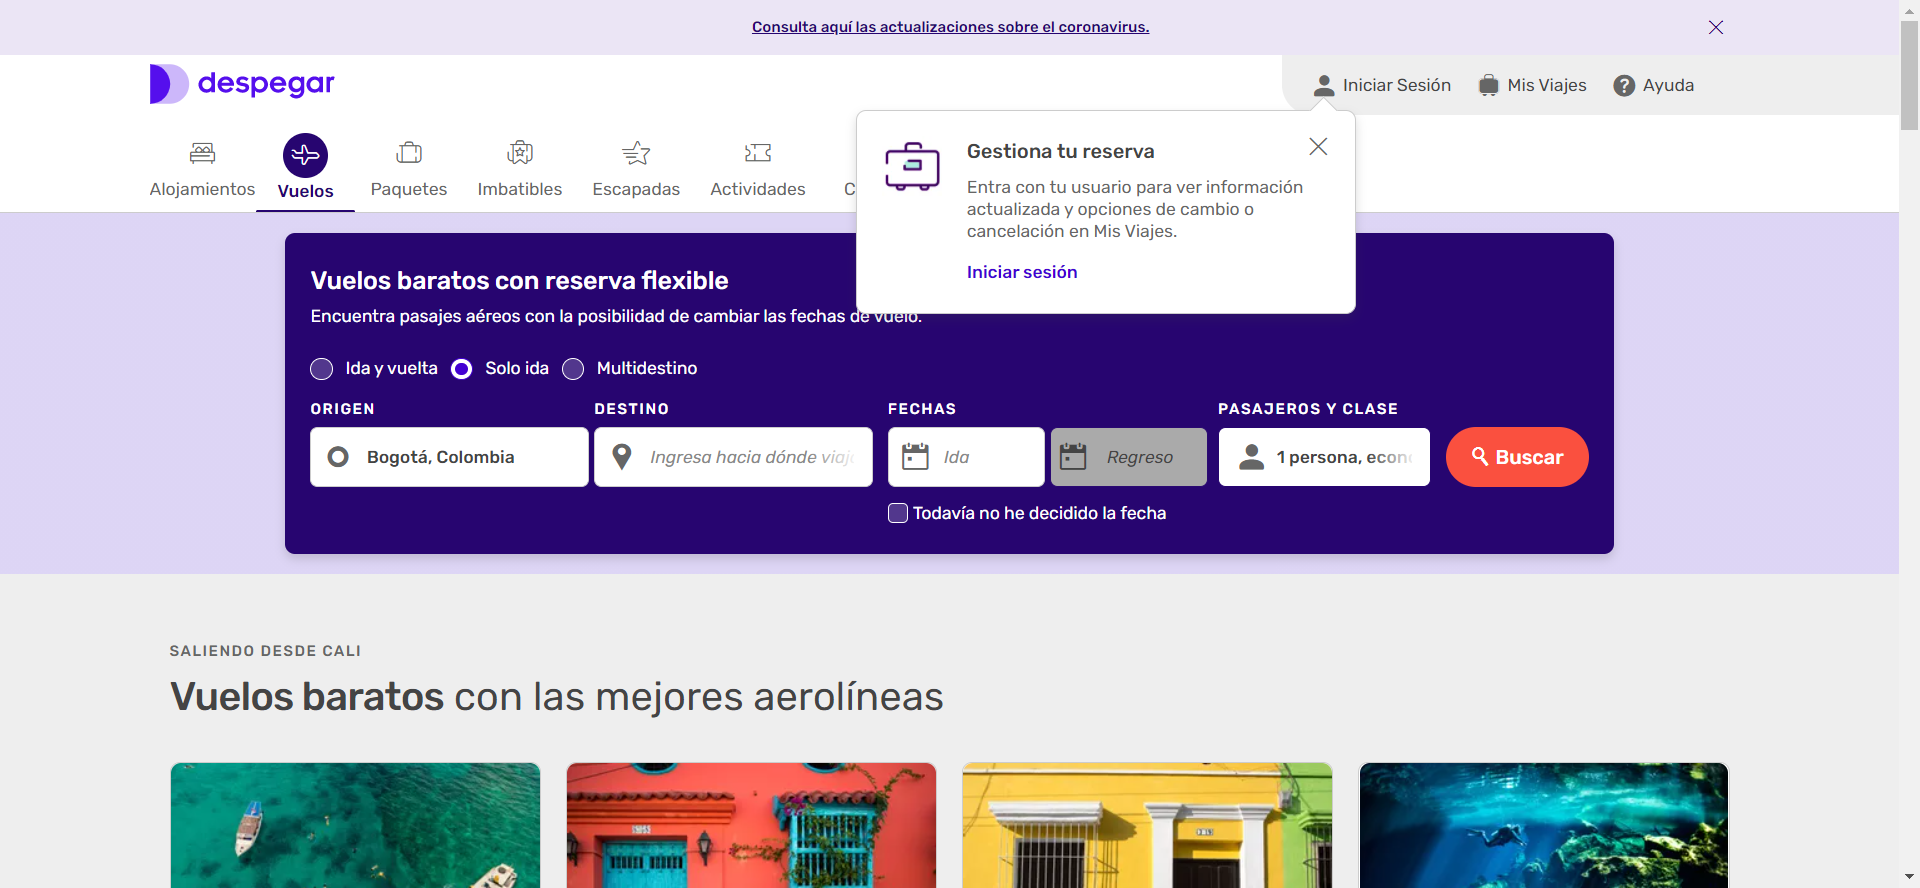 Consulta aquí las actualizaciones sobre el coronavirus.
despegar
Iniciar Sesión
Mis Viajes
Ayuda
Alojamientos
Vuelos
Paquetes
Imbatibles
Escapadas
Actividades
C
Gestiona tu reserva
Entra con tu usuario para ver información
actualizada y opciones de cambio o
cancelación en Mis Viajes.
Iniciar sesión
Vuelos baratos con reserva flexible
Encuentra pasajes aéreos con la posibilidad de cambiar las fechas de vuelo.
Ida y vuelta
Solo ida
Multidestino
ORIGEN
DESTINO
FECHAS
PASAJEROS Y CLASE
Bogotá, Colombia
Ingresa hacia dónde viaj
Ida
Regreso
1 persona, econ
Buscar
Todavía no he decidido la fecha
SALIENDO DESDE CALI
Vuelos baratos con las mejores aerolíneas